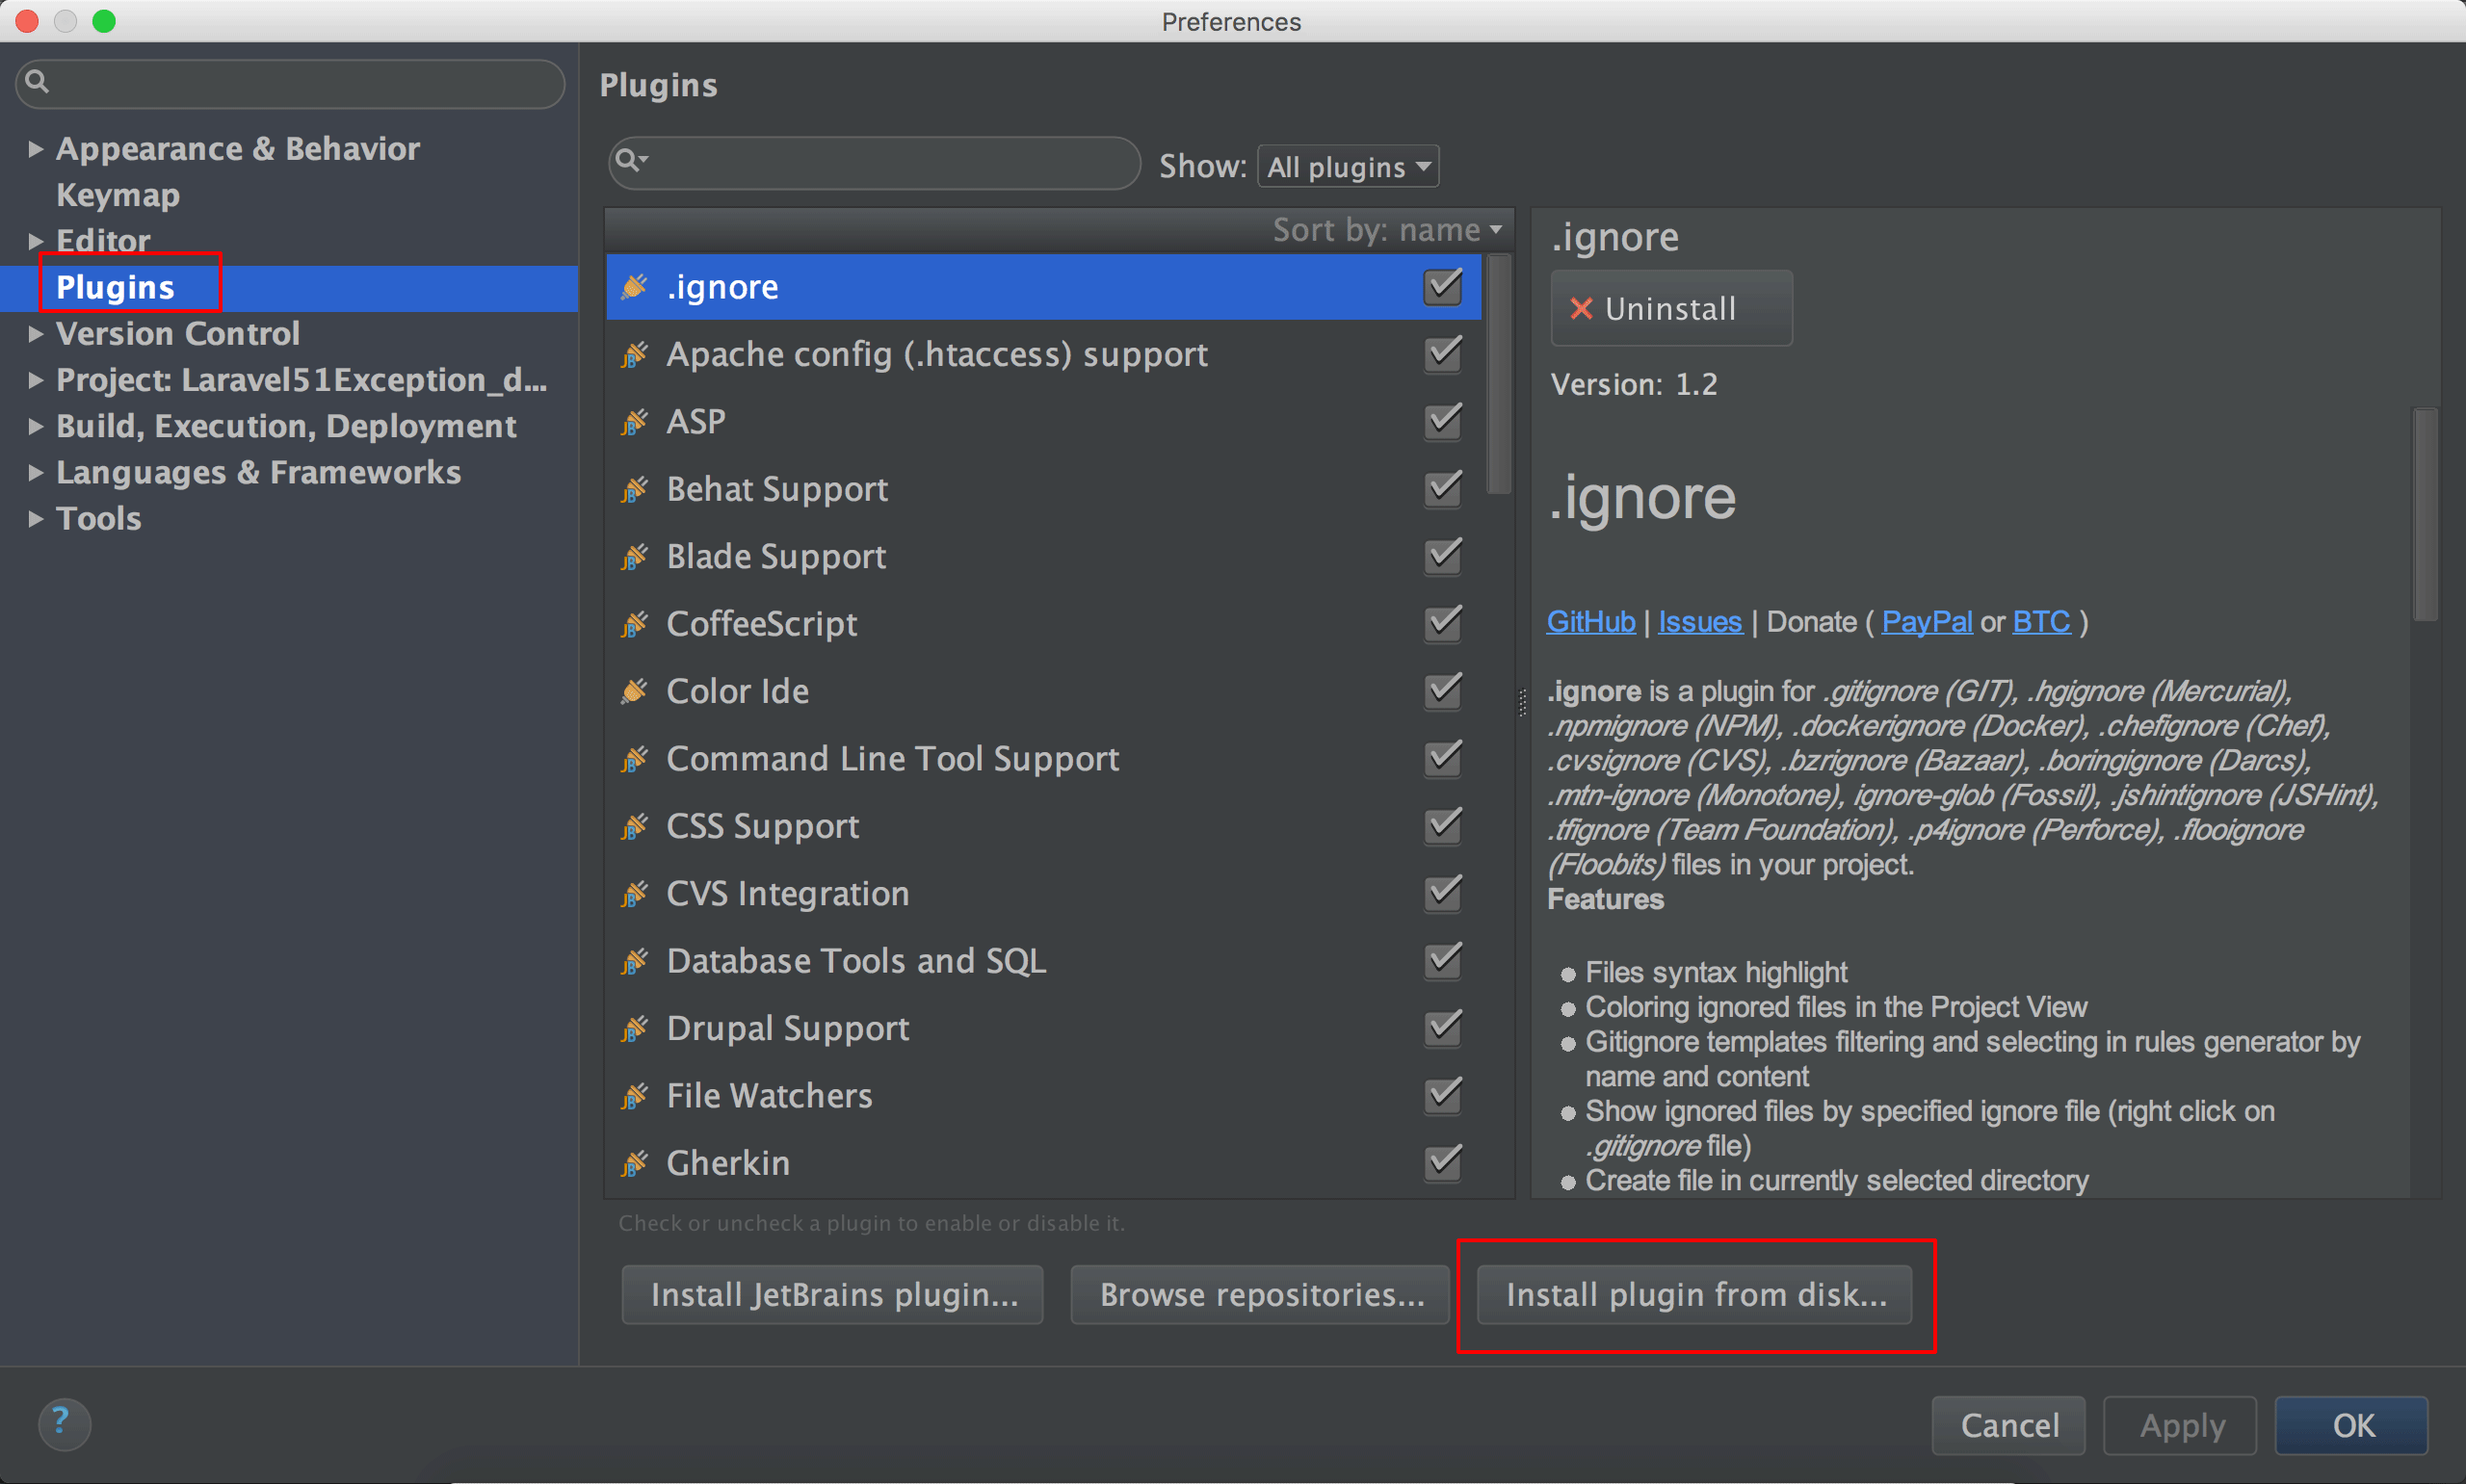 Preferences
Appearance & Behavior
Keymap
Editor
Plugins
Version Control
Project: Laravel51Exception_d...
Build, Execution, Deployment
Languages & Frameworks
Tools
Plugins
Show: All plugins
Sort by: name
.ignore
Apache config (.htaccess) support
ASP
Behat Support
Blade Support
CoffeeScript
Color Ide
Command Line Tool Support
CSS Support
CVS Integration
Database Tools and SQL
Drupal Support
File Watchers
Gherkin
Check or uncheck a plugin to enable or disable it.
Install JetBrains plugin...
Browse repositories...
Install plugin from disk...
.ignore
Uninstall
Version: 1.2
.ignore
GitHub | Issues | Donate ( PayPal or BTC )
.ignore is a plugin for .gitignore (GIT), .hgignore (Mercurial),
.npmignore (NPM), .dockerignore (Docker), .chefignore (Chef),
.cvsignore (CVS), .bzrignore (Bazaar), .boringignore (Darcs),
.mtn-ignore (Monotone), ignore-glob (Fossil), .jshintignore (JSHint),
.tfignore (Team Foundation), .p4ignore (Perforce), .flooignore
(Floobits) files in your project.
Features
Files syntax highlight
Coloring ignored files in the Project View
Gitignore templates filtering and selecting in rules generator by
name and content
Show ignored files by specified ignore file (right click on
.gitignore file)
Create file in currently selected directory
?
Cancel
Apply
OK